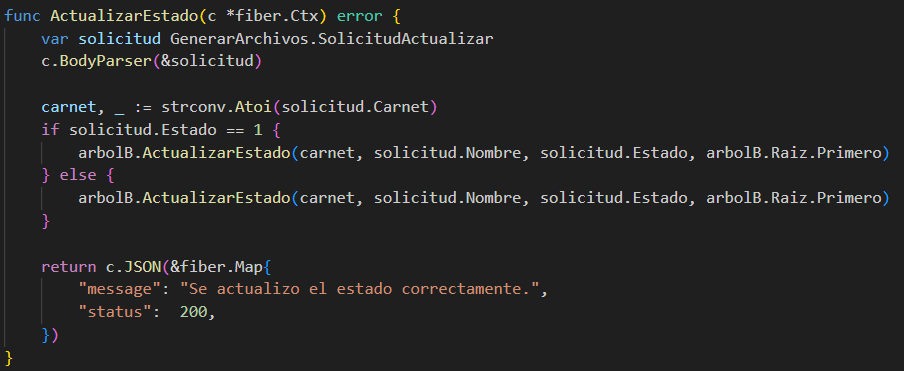 func ActualizarEstado(c *fiber.Ctx) error {
    var solicitud GenerarArchivos.SolicitudActualizar
    c.BodyParser(&solicitud)

    carnet, _ := strconv.Atoi(solicitud.Carnet)
    if solicitud.Estado == 1 {
        arbolB.ActualizarEstado(carnet, solicitud.Nombre, solicitud.Estado, arbolB.Raiz.Primero)
    } else {
        arbolB.ActualizarEstado(carnet, solicitud.Nombre, solicitud.Estado, arbolB.Raiz.Primero)
    }

    return c.JSON(&fiber.Map{
        "message": "Se actualizo el estado correctamente.",
        "status":  200,
    })
}